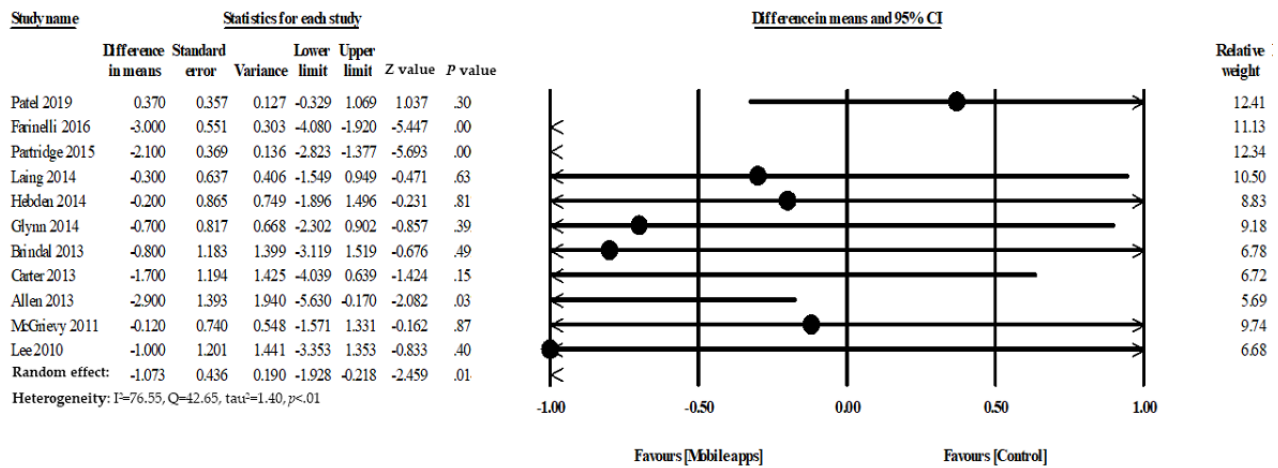 Study name Statistics for each study Difference in means and 95% CI
Difference in means Standard error Variance Lower limit Upper limit Z value P value Relative weight
Patel 2019 0.370 0.357 0.127 -0.329 1.069 1.037 .30 12.41
Farinelli 2016 -3.000 0.551 0.303 -4.080 -1.920 -5.447 .00 11.13
Partridge 2015 -2.100 0.369 0.136 -2.823 -1.377 -5.693 .00 12.34
Laing 2014 -0.300 0.637 0.406 -1.549 0.949 -0.471 .63 10.50
Hebden 2014 -0.200 0.865 0.749 -1.896 1.496 -0.231 .81 8.83
Glynn 2014 -0.700 0.817 0.668 -2.302 0.902 -0.857 .39 9.18
Brindal 2013 -0.800 1.183 1.399 -3.119 1.519 -0.676 .49 6.78
Carter 2013 -1.700 1.194 1.425 -4.039 0.639 -1.424 .15 6.72
Allen 2013 -2.900 1.393 1.940 -5.630 -0.170 -2.082 .03 5.69
McGrievy 2011 -0.120 0.740 0.548 -1.571 1.331 -0.162 .87 9.74
Lee 2010 -1.000 1.201 1.441 -3.353 1.353 -0.833 .40 6.68
Random effect: -1.073 0.436 0.190 -1.928 -0.218 -2.459 .01
Heterogeneity: I²=76.55, Q=42.65, tau²=1.40, p<.01
-1.00 -0.50 0.00 0.50 1.00
Favours [Mobile apps] Favours [Control]